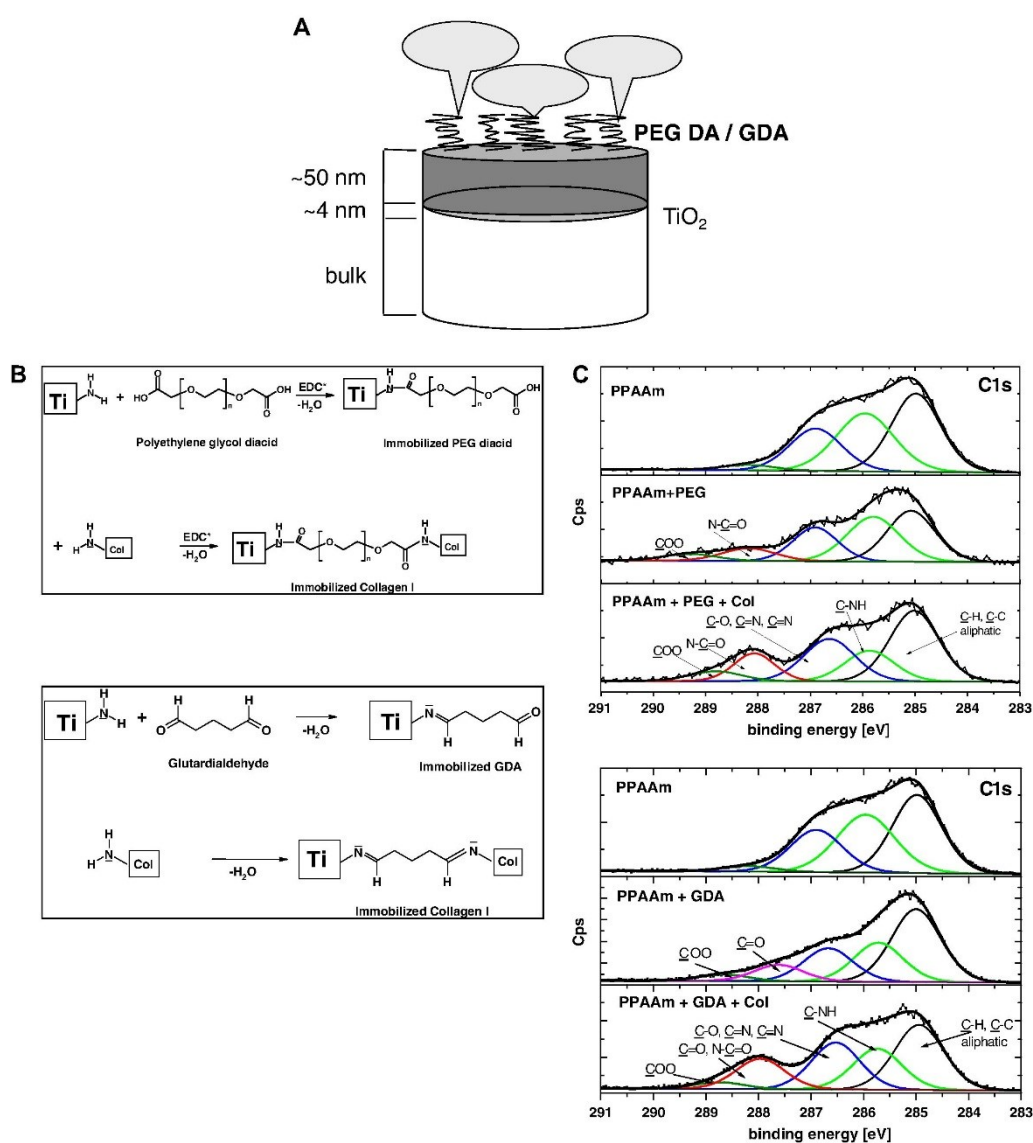 A
PEG DA / GDA
~50 nm
~4 nm
TiO₂
bulk
B
Ti
N
H
H
+
HO
O
O
n
O
OH
O
EDC*
-H₂O
Ti
H
N
O
O
n
O
OH
O
Polyethylene glycol diacid
Immobilized PEG diacid
+
H
N
H
Col
EDC*
-H₂O
Ti
H
N
O
O
n
O
O
H
N
Col
Immobilized Collagen I
Ti
N
H
H
+
O
H
H
O
-H₂O
Ti
N
H
H
O
Glutardialdehyde
Immobilized GDA
H
N
H
Col
-H₂O
Ti
N
H
H
N
Col
Immobilized Collagen I
C
PPAAm
C1s
PPAAm+PEG
N-C=O
COO
PPAAm + PEG + Col
C-O, C=N, C≡N
C-NH
C-H, C-C
aliphatic
N-C=O
COO
Cps
291 290 289 288 287 286 285 284 283
binding energy [eV]
PPAAm
C1s
PPAAm + GDA
C=O
COO
PPAAm + GDA + Col
C-NH
C-O, C=N, C≡N
C-H, C-C
aliphatic
C=O, N-C=O
COO
Cps
291 290 289 288 287 286 285 284 283
binding energy [eV]